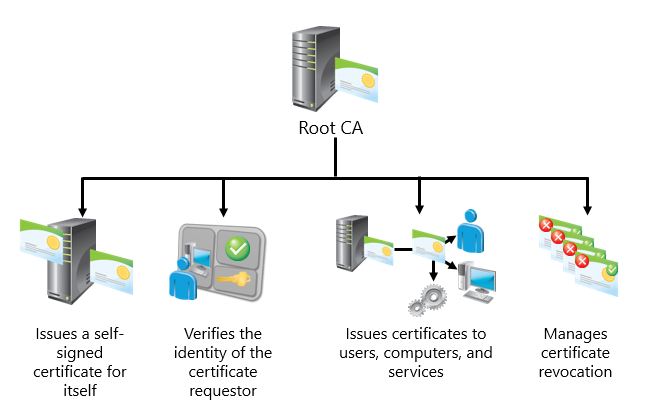 Root CA
Issues a self-
signed
certificate for
itself
Verifies the
identity of the
certificate
requestor
Issues certificates to
users, computers, and
services
Manages
certificate
revocation